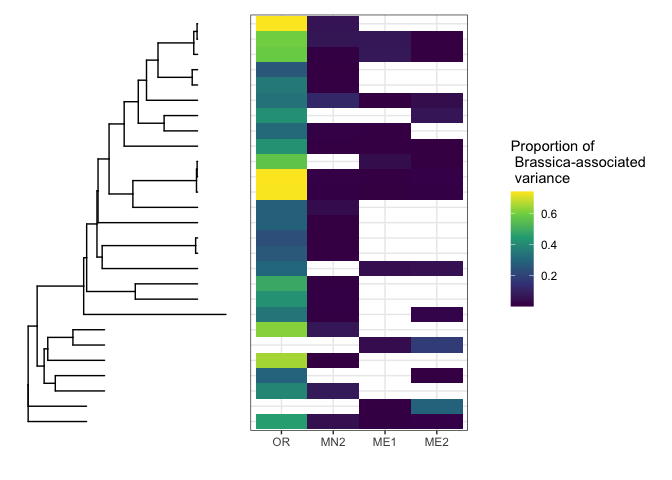 Proportion of
Brassica-associated
variance
0.6
0.4
0.2
OR MN2 ME1 ME2